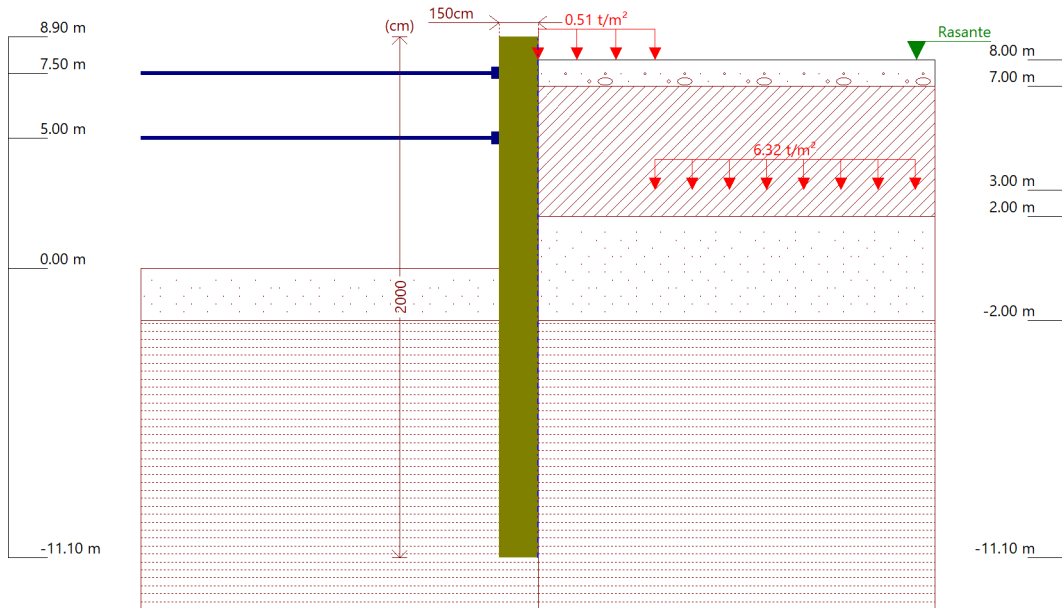 150cm
(cm)
0.51 t/m²
Rasante
8.90 m
8.00 m
7.50 m
7.00 m
5.00 m
6.32 t/m²
3.00 m
2.00 m
0.00 m
2000
-2.00 m
-11.10 m
-11.10 m